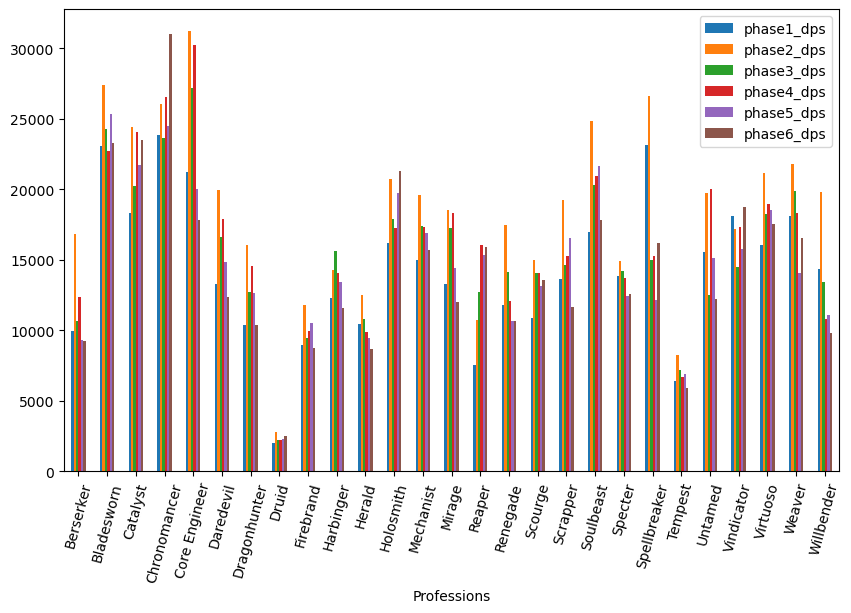 30000
25000
20000
15000
10000
5000
0
phase1_dps
phase2_dps
phase3_dps
phase4_dps
phase5_dps
phase6_dps
Berserker
Bladesworn
Catalyst
Chronomancer
Core Engineer
Daredevil
Dragonhunter
Druid
Firebrand
Harbinger
Herald
Holosmith
Mechanist
Mirage
Reaper
Renegade
Scourge
Scrapper
Soulbeast
Specter
Spellbreaker
Tempest
Untamed
Vindicator
Virtuoso
Weaver
Willbender
Professions